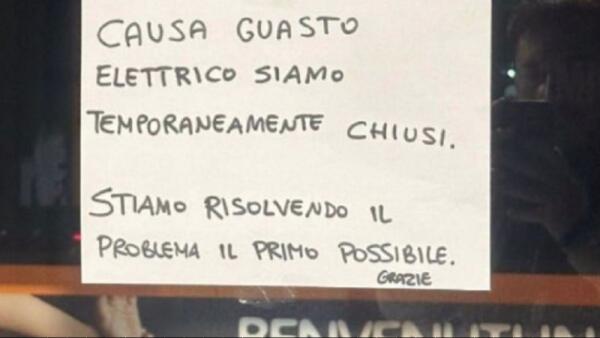 CAUSA GUASTO
ELETTRICO SIAMO
TEMPORANEAMENTE CHIUSI.
STIAMO RISOLVENDO IL
PROBLEMA IL PRIMO POSSIBILE.
GRAZIE